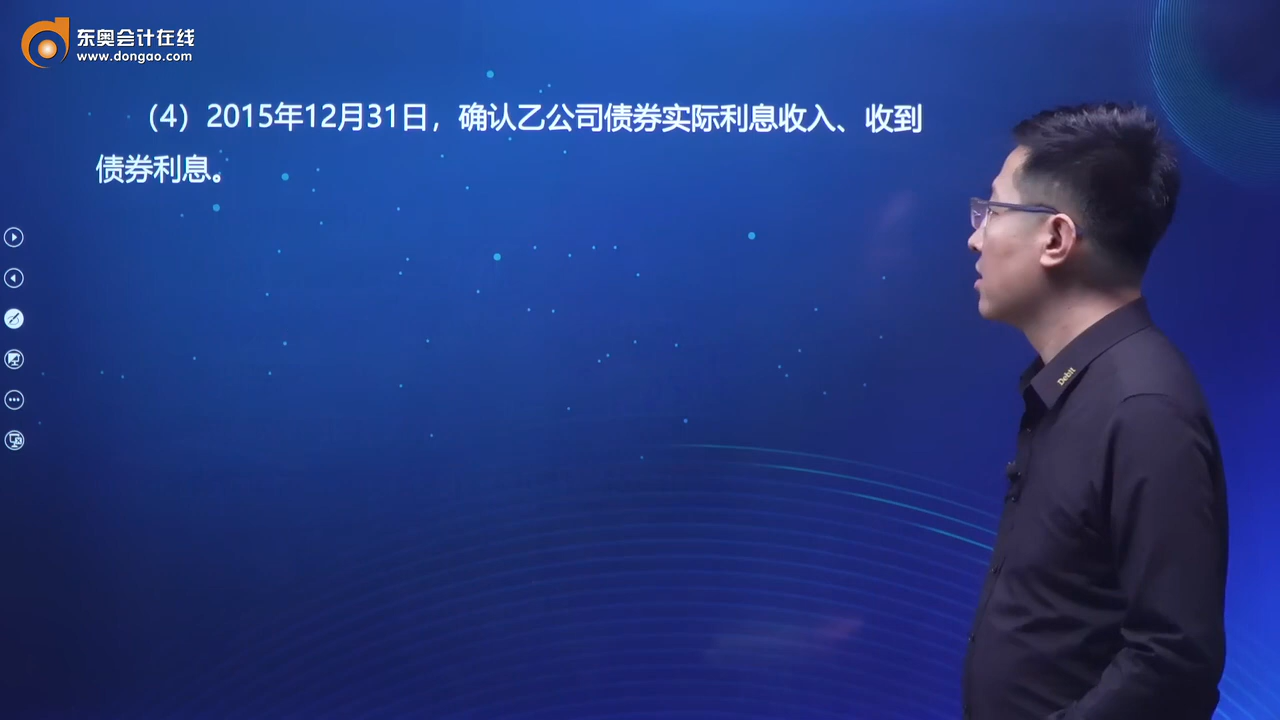 东奥会计在线
www.dongao.com
（4）2015年12月31日，确认乙公司债券实际利息收入、收到
债券利息。
Debit